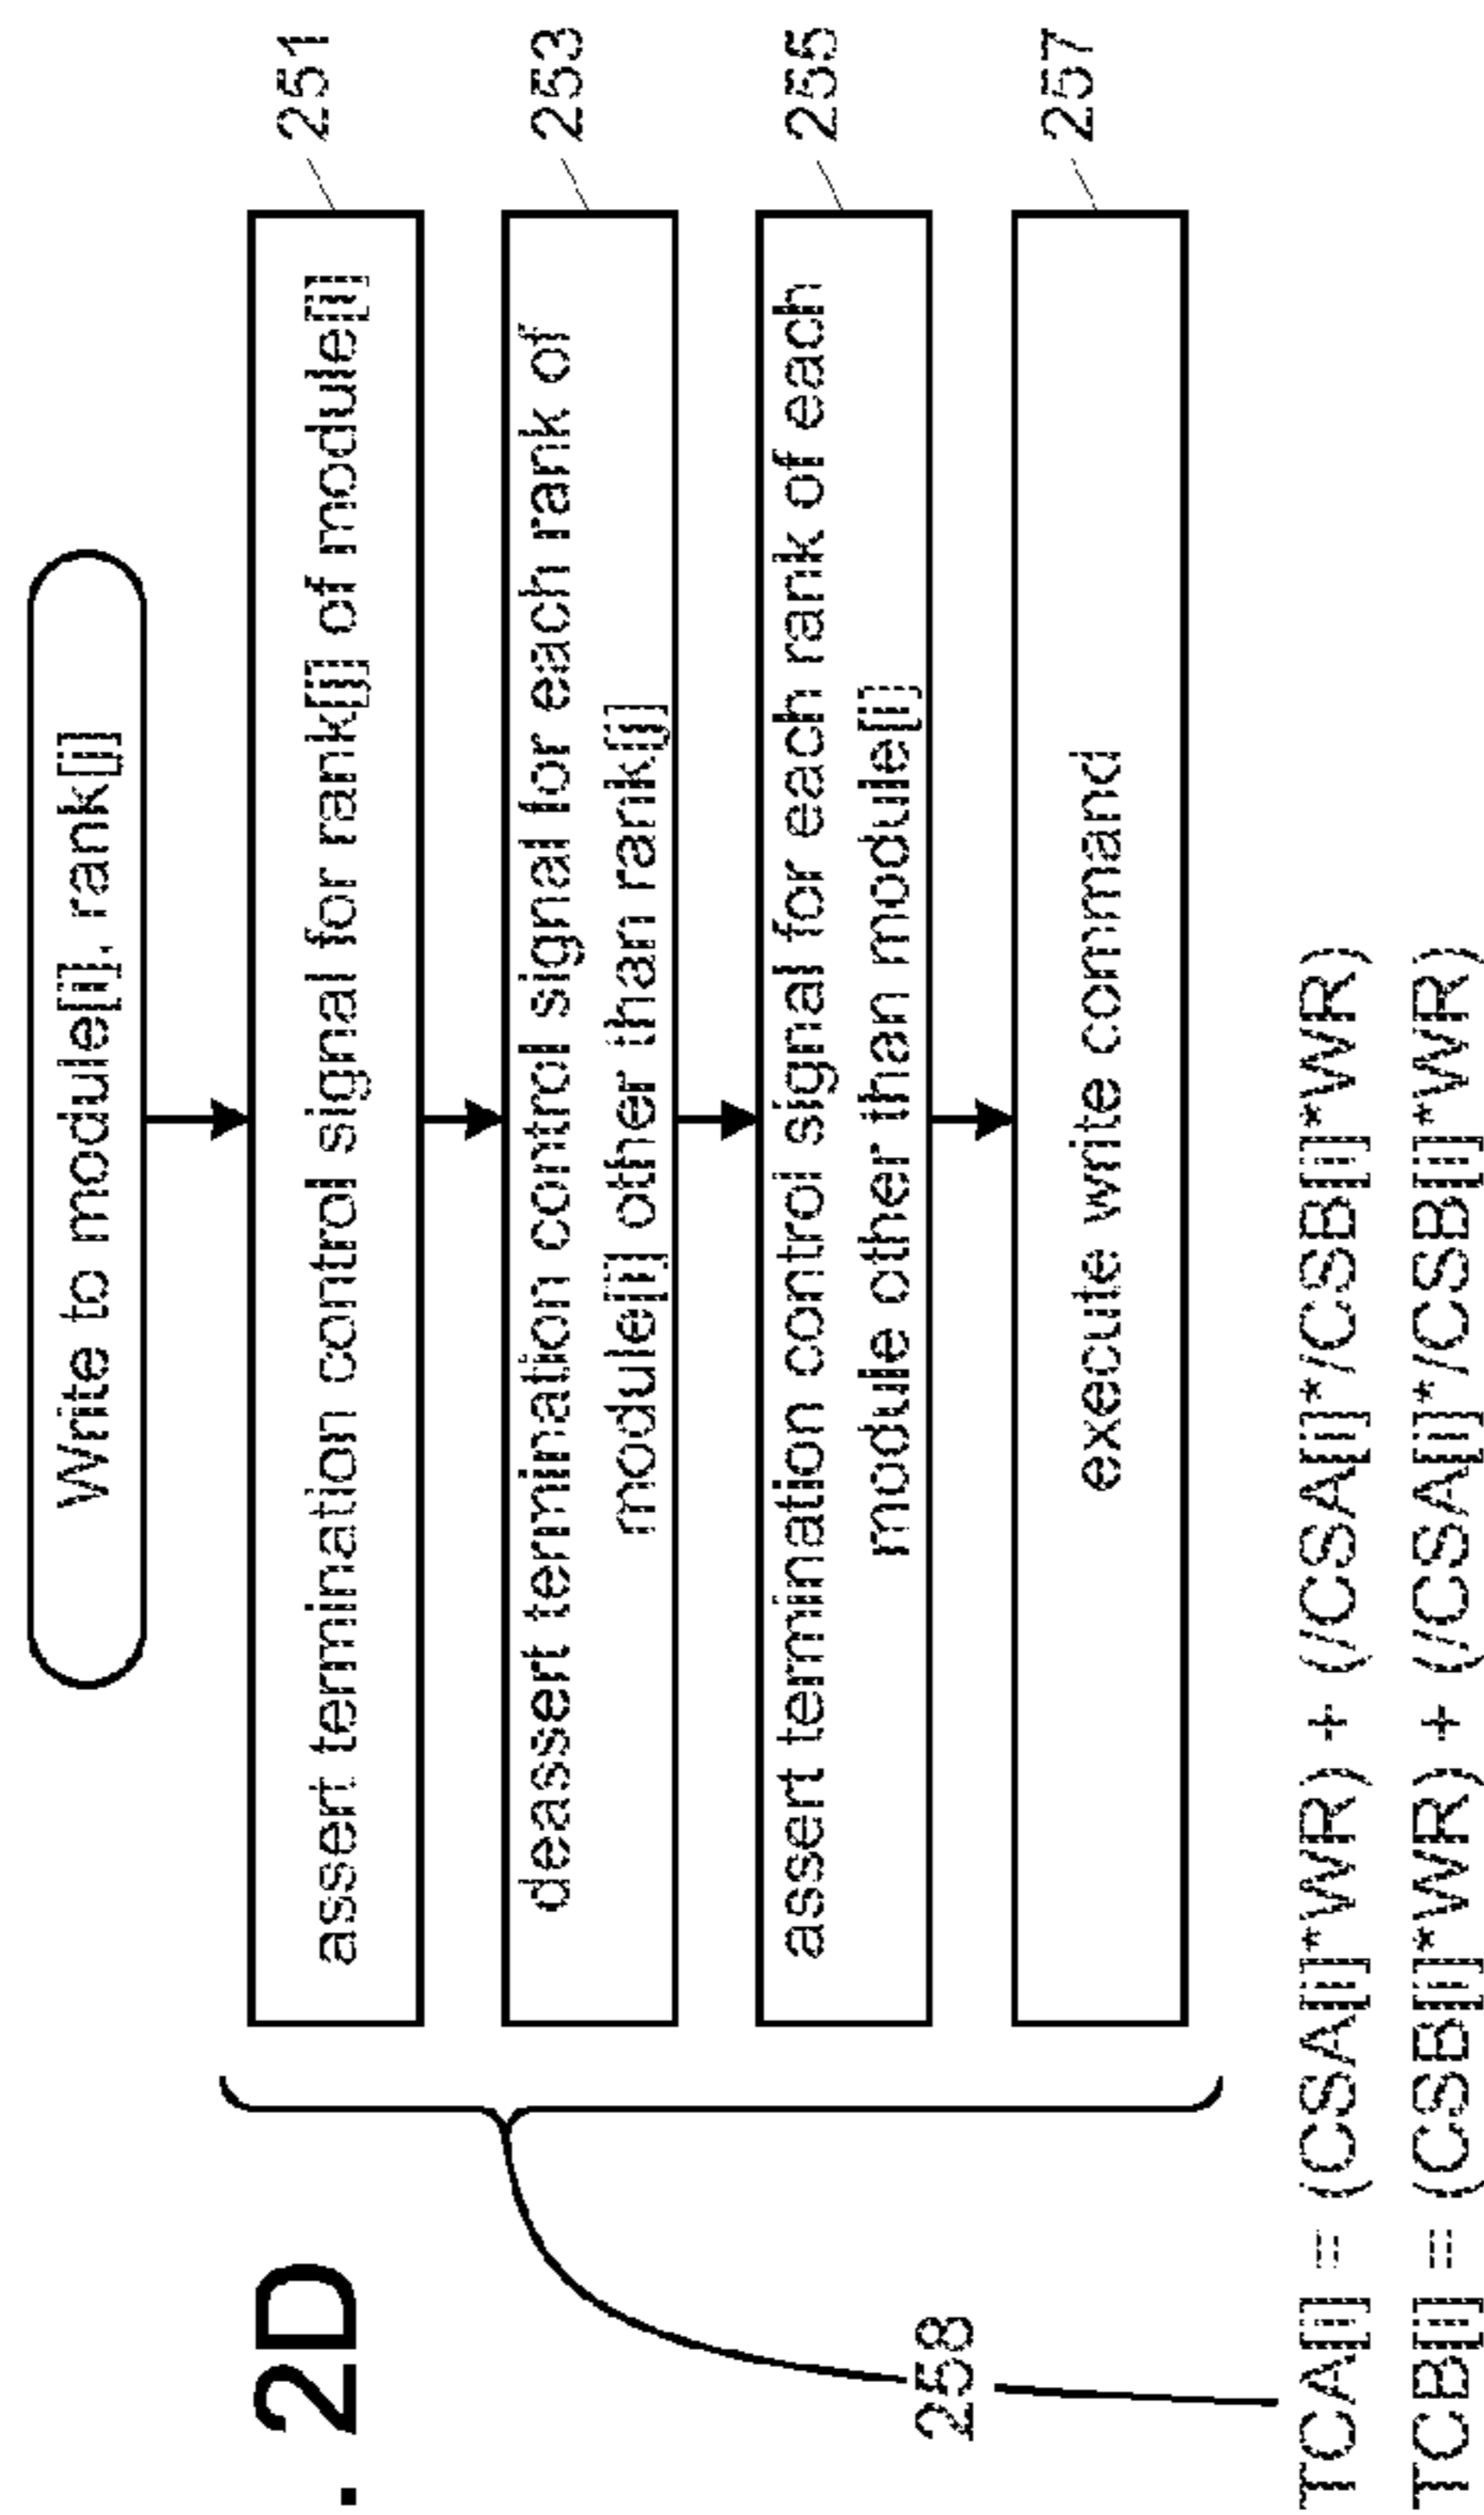 . 2D
Write to module[i], rank[j]
assert termination control signal for rank[j] of module[i]
251
deassert termination control signal for each rank of
module[i] other than rank[j]
253
assert termination control signal for each rank of each
module other than module[i]
255
execute write command
257
258
TCA[i] = (CSA[i]*WR) + (/CSA[i]*/CSB[i]*WR)
TCB[i] = (CSB[i]*WR) + (/CSA[i]*/CSB[i]*WR)